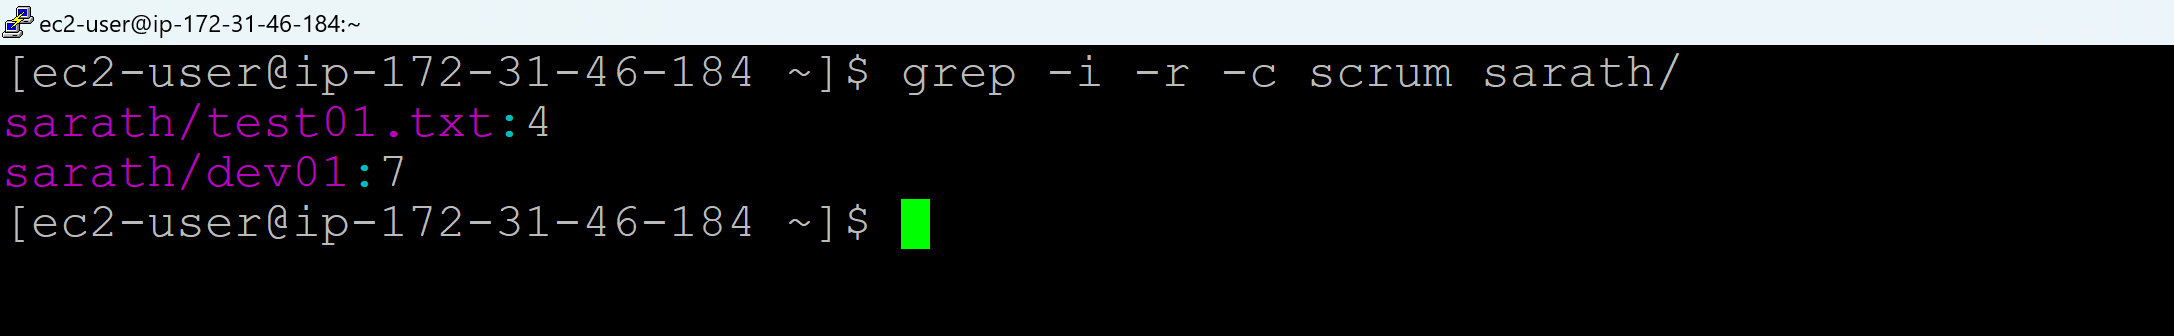 ec2-user@ip-172-31-46-184:~
[ec2-user@ip-172-31-46-184 ~]$ grep -i -r -c scrum sarath/
sarath/test01.txt:4
sarath/dev01:7
[ec2-user@ip-172-31-46-184 ~]$